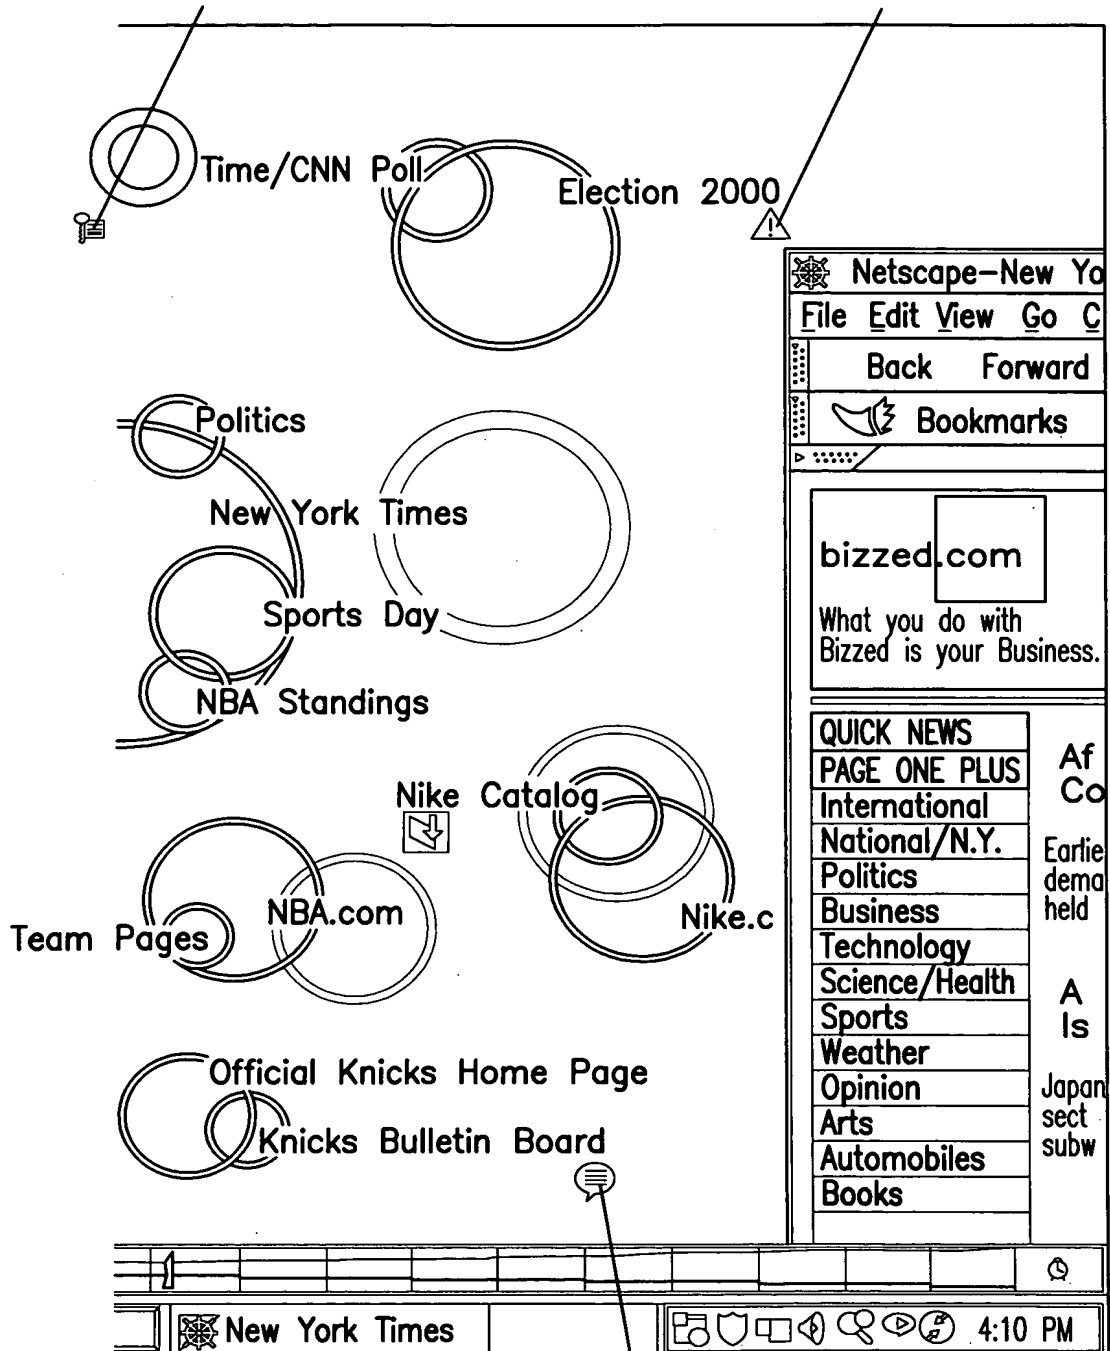 Time/CNN Poll
Election 2000
Netscape-New Yo
File Edit View Go C
Back Forward
Bookmarks
Politics
New York Times
Sports Day
NBA Standings
bizzed.com
What you do with
Bizzed is your Business.
Nike Catalog
Nike.c
NBA.com
Team Pages
Official Knicks Home Page
Knicks Bulletin Board
QUICK NEWS
PAGE ONE PLUS
International
National/N.Y.
Politics
Business
Technology
Science/Health
Sports
Weather
Opinion
Arts
Automobiles
Books
Af
Co
Earlie
dema
held
A
Is
Japan
sect
subw
New York Times
4:10 PM